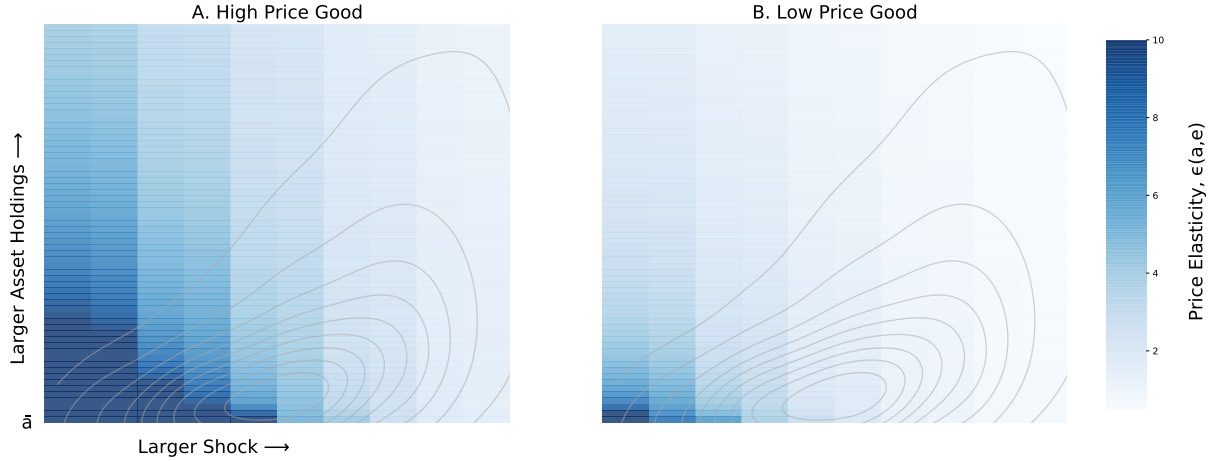 A. High Price Good
B. Low Price Good
Larger Asset Holdings ⟶
a̲
Larger Shock ⟶
10
8
6
4
2
Price Elasticity, ϵ(a,e)